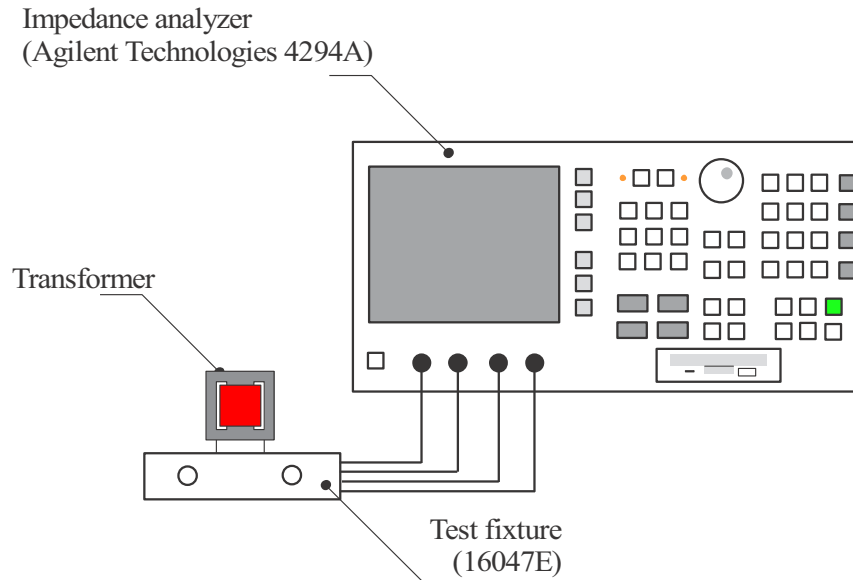 Impedance analyzer
(Agilent Technologies 4294A)
Transformer
Test fixture
(16047E)